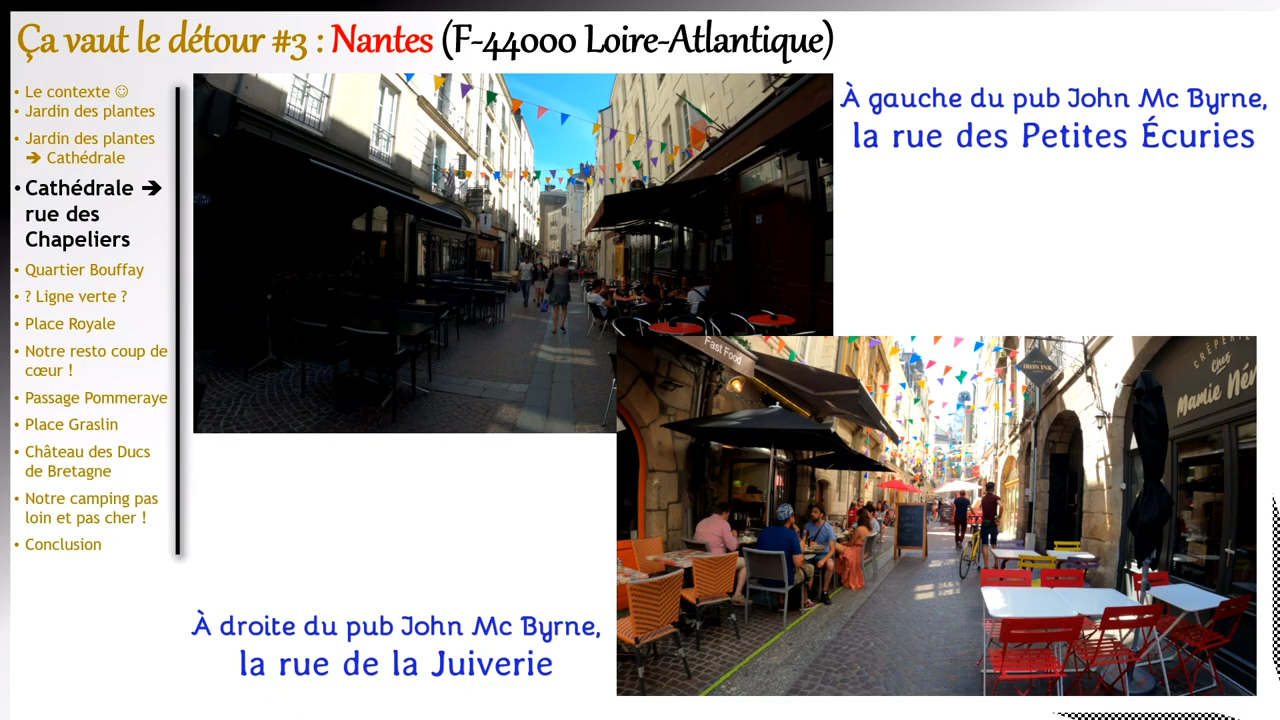 Ça vaut le détour #3 : Nantes (F-44000 Loire-Atlantique)
• Le contexte ☺
• Jardin des plantes
• Jardin des plantes
➔ Cathédrale
• Cathédrale ➔
rue des
Chapeliers
• Quartier Bouffay
• ? Ligne verte ?
• Place Royale
• Notre resto coup de
cœur !
• Passage Pommeraye
• Place Graslin
• Château des Ducs
de Bretagne
• Notre camping pas
loin et pas cher !
• Conclusion
À gauche du pub John Mc Byrne,
la rue des Petites Écuries
Fast Food
IRON INK
CRÊPERIE
Chez
Mamie
À droite du pub John Mc Byrne,
la rue de la Juiverie